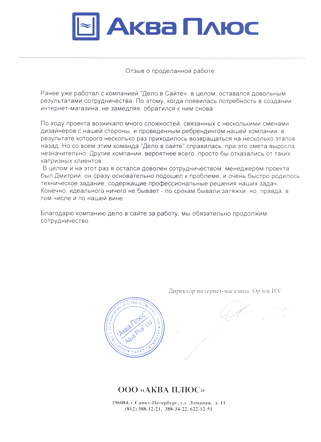 Аква Плюс
Отзыв о проделанной работе
Ранее уже работал с компанией "Дело в Сайте», в целом, оставался довольным
результатами сотрудничества. По этому, когда появилась потребность в создании
интернет-магазина, не замедляя, обратился к ним снова
По ходу проекта возникало много сложностей, связанных с несколькими сменами
дизайнеров с нашей стороны, и проведенным ребрендингом нашей компании, в
результате которого несколько раз приходилось возвращаться на несколько этапов
назад. Но со всем этим команда "Дело в сайте" справилась, при это смета выросла
незначительно. Другие компании, вероятнее всего, просто бы отказались от таких
капризных клиентов.
В целом и на этот раз я остался доволен сотрудничеством, менеджером проекта
был Дмитрий, он сразу основательно подошел к проблеме, и очень быстро родилось
техническое задание, содержащие профессиональные решения наших задач.
Конечно, идеального ничего не бывает - по срокам бывали затяжки, но, правда, в
том числе и по нашей вине
Благодарю компанию дело в сайте за работу, мы обязательно продолжим
сотрудничество.
Директор интернет-магазина: Орлов И.С
"Аква Плюс"
"Aqua Plus" Ltd
ООО «АКВА ПЛЮС»
196084, г.Санкт-Петербург, ул. Ломаная, д. 11
(812) 388-12-21, 388-34-22, 622-12-51